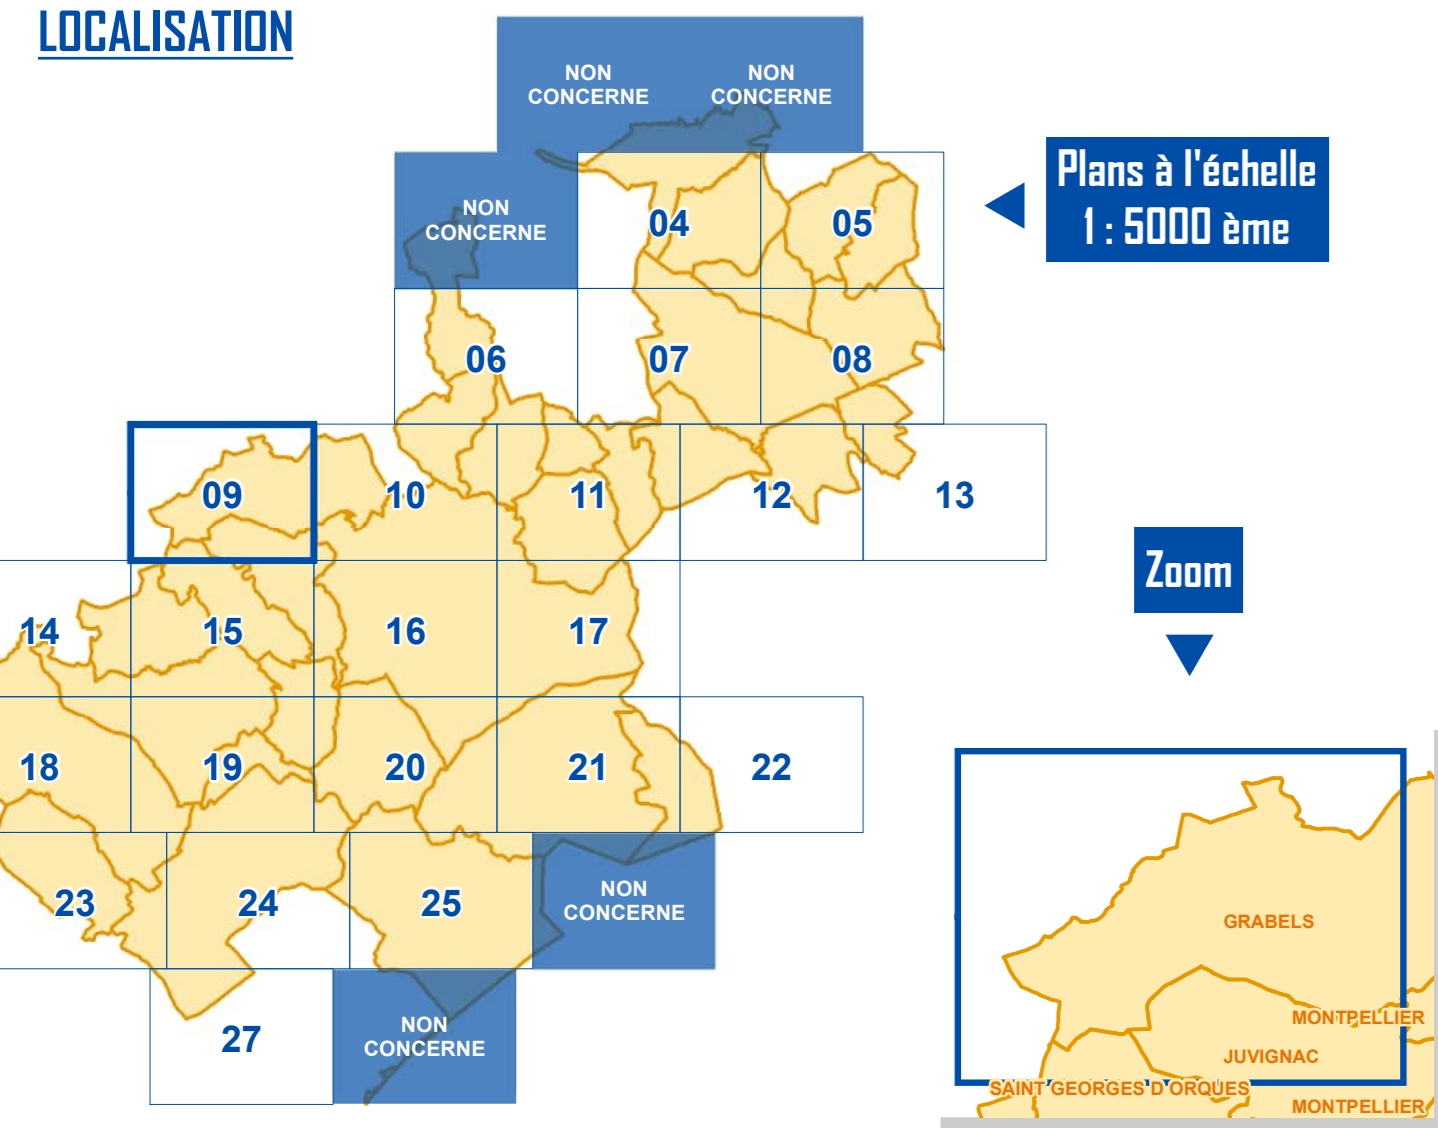 LOCALISATION
NON
CONCERNE
NON
CONCERNE
Plans à l'échelle
1 : 5000 ème
NON
CONCERNE
04
05
06
07
08
09
10
11
12
13
Zoom
14
15
16
17
18
19
20
21
22
23
24
25
NON
CONCERNE
27
NON
CONCERNE
GRABELS
MONTPELLIER
JUVIGNAC
SAINT GEORGES D'ORQUES
MONTPELLIER